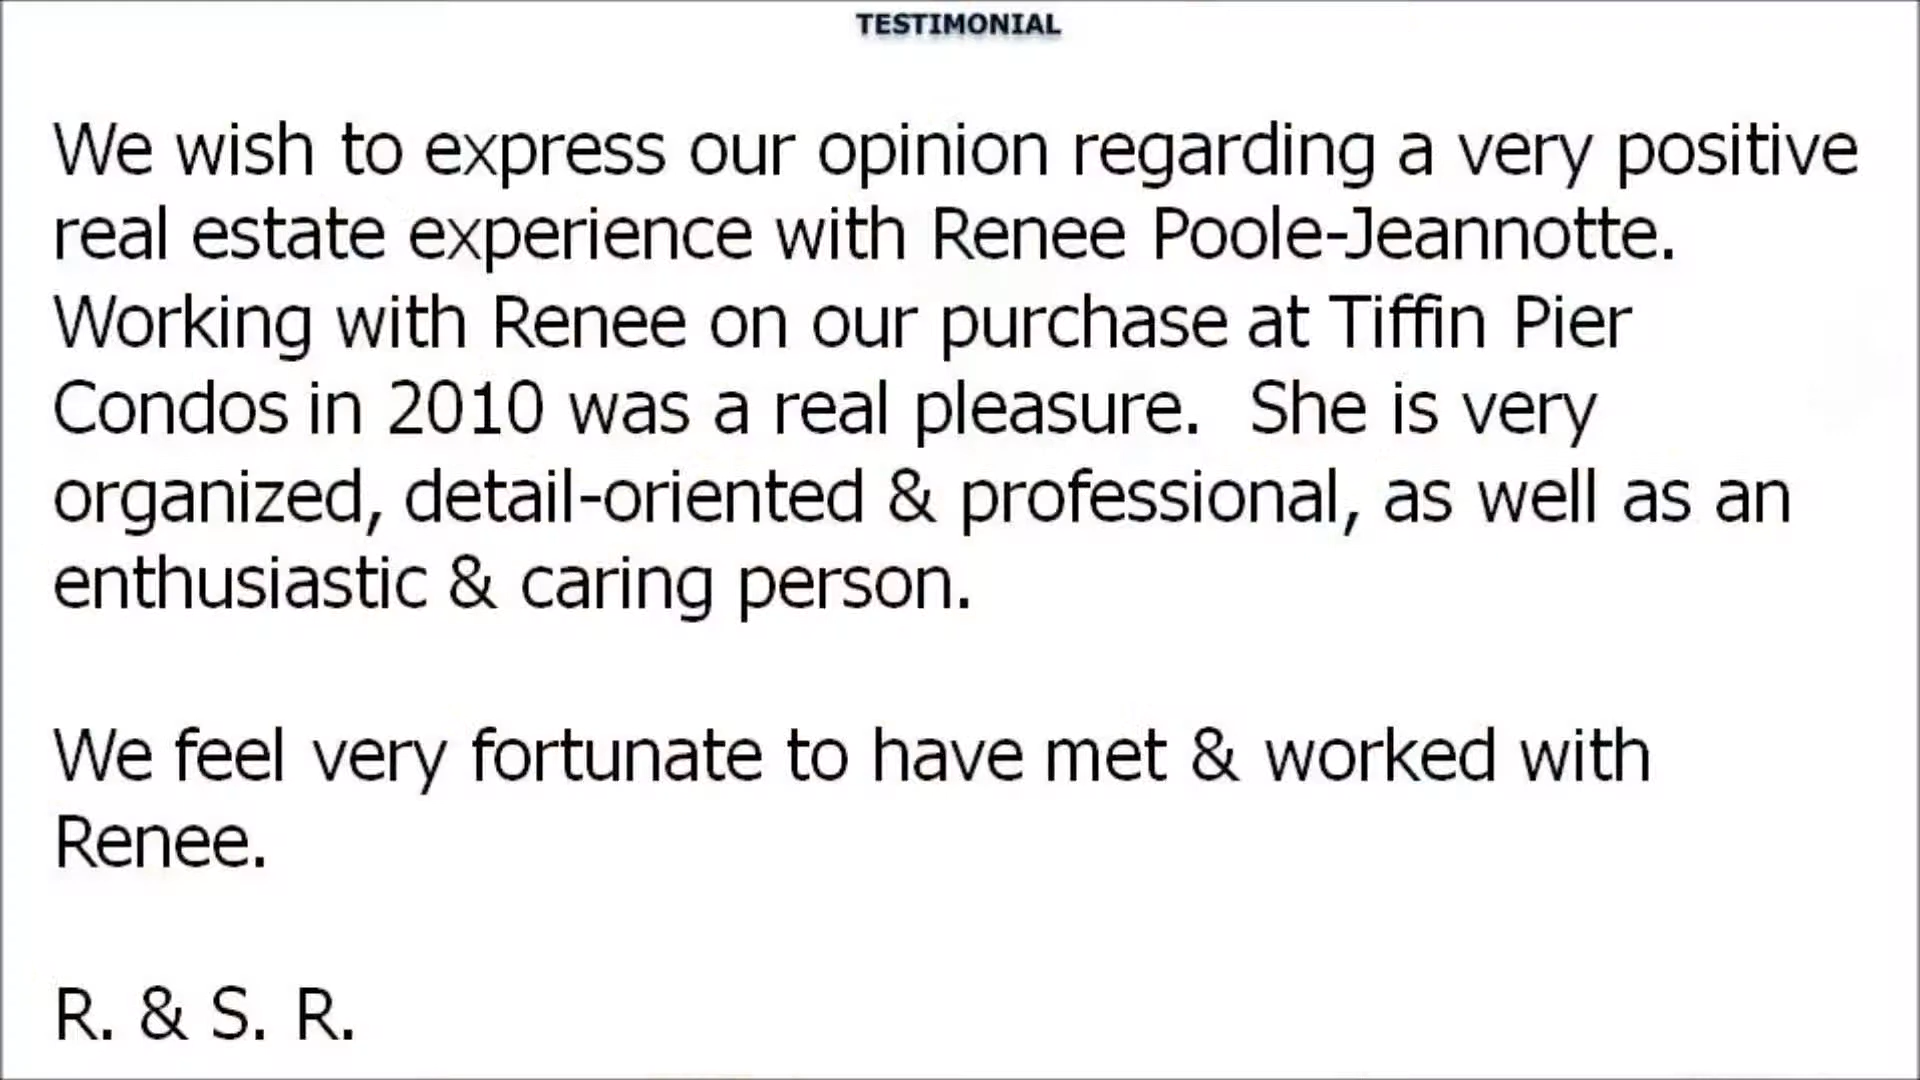 TESTIMONIAL
We wish to express our opinion regarding a very positive
real estate experience with Renee Poole-Jeannotte.
Working with Renee on our purchase at Tiffin Pier
Condos in 2010 was a real pleasure.  She is very
organized, detail-oriented & professional, as well as an
enthusiastic & caring person.
We feel very fortunate to have met & worked with
Renee.
R. & S. R.